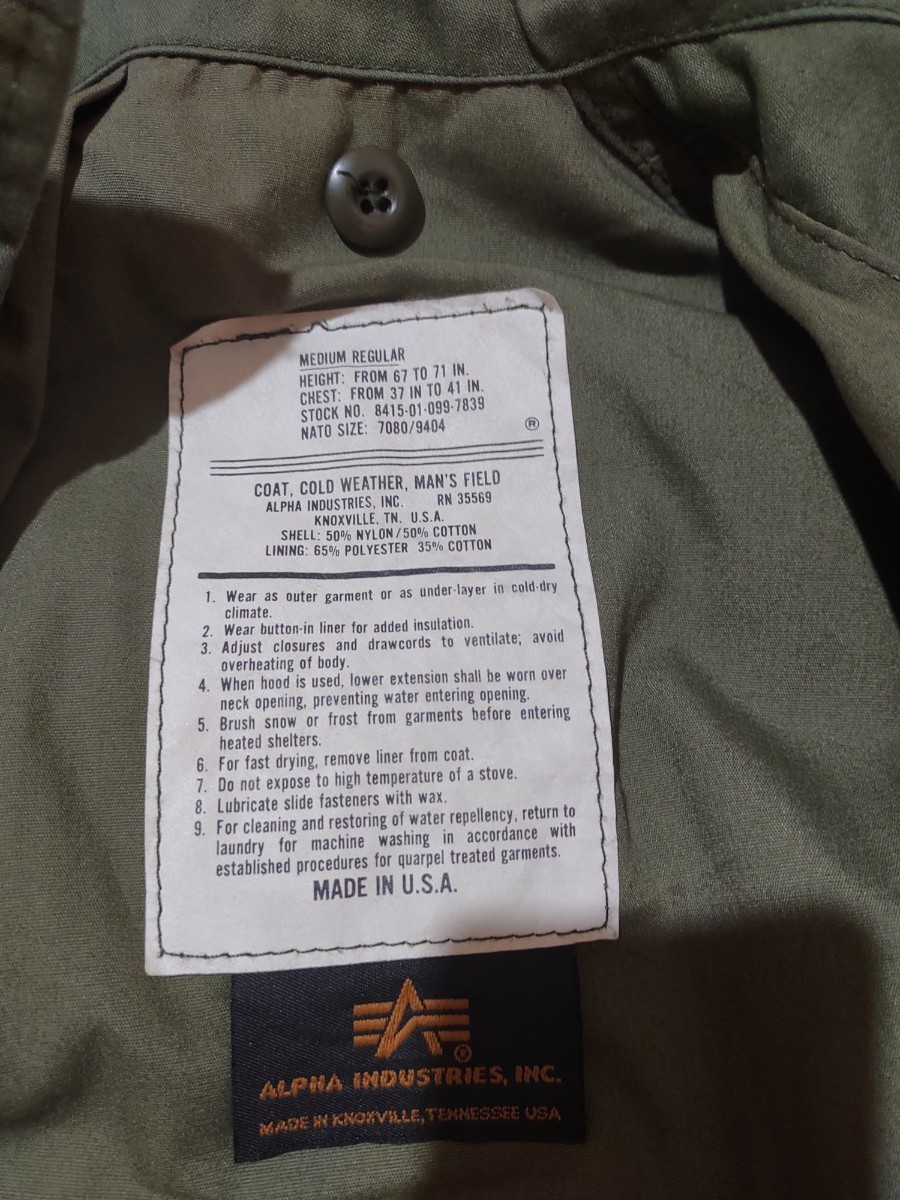 MEDIUM REGULAR
HEIGHT: FROM 67 TO 71 IN.
CHEST: FROM 37 IN TO 41 IN.
STOCK NO. 8415-01-099-7839
NATO SIZE: 7080/9404 ®
COAT, COLD WEATHER, MAN'S FIELD
ALPHA INDUSTRIES, INC. RN 35569
KNOXVILLE, TN. U.S.A.
SHELL: 50% NYLON/50% COTTON
LINING: 65% POLYESTER 35% COTTON
1. Wear as outer garment or as under-layer in cold-dry
climate.
2. Wear button-in liner for added insulation.
3. Adjust closures and drawcords to ventilate; avoid
overheating of body.
4. When hood is used, lower extension shall be worn over
neck opening, preventing water entering opening.
5. Brush snow or frost from garments before entering
heated shelters.
6. For fast drying, remove liner from coat.
7. Do not expose to high temperature of a stove.
8. Lubricate slide fasteners with wax.
9. For cleaning and restoring of water repellency, return to
laundry for machine washing in accordance with
established procedures for quarpel treated garments.
MADE IN U.S.A.
®
ALPHA INDUSTRIES, INC.
MADE IN KNOXVILLE, TENNESSEE USA